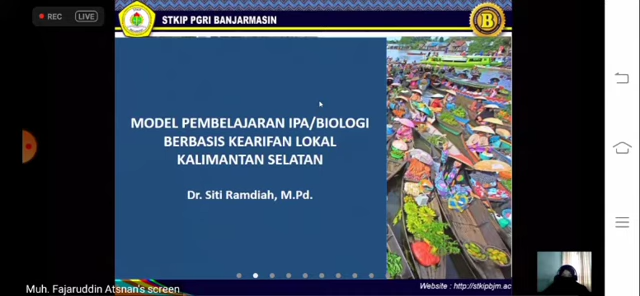 REC
LIVE
STKIP PGRI BANJARMASIN
B
MODEL PEMBELAJARAN IPA/BIOLOGI
BERBASIS KEARIFAN LOKAL
KALIMANTAN SELATAN
Dr. Siti Ramdiah, M.Pd.
Website : http://stkipbjm.ac
Muh. Fajaruddin Atsnan's screen